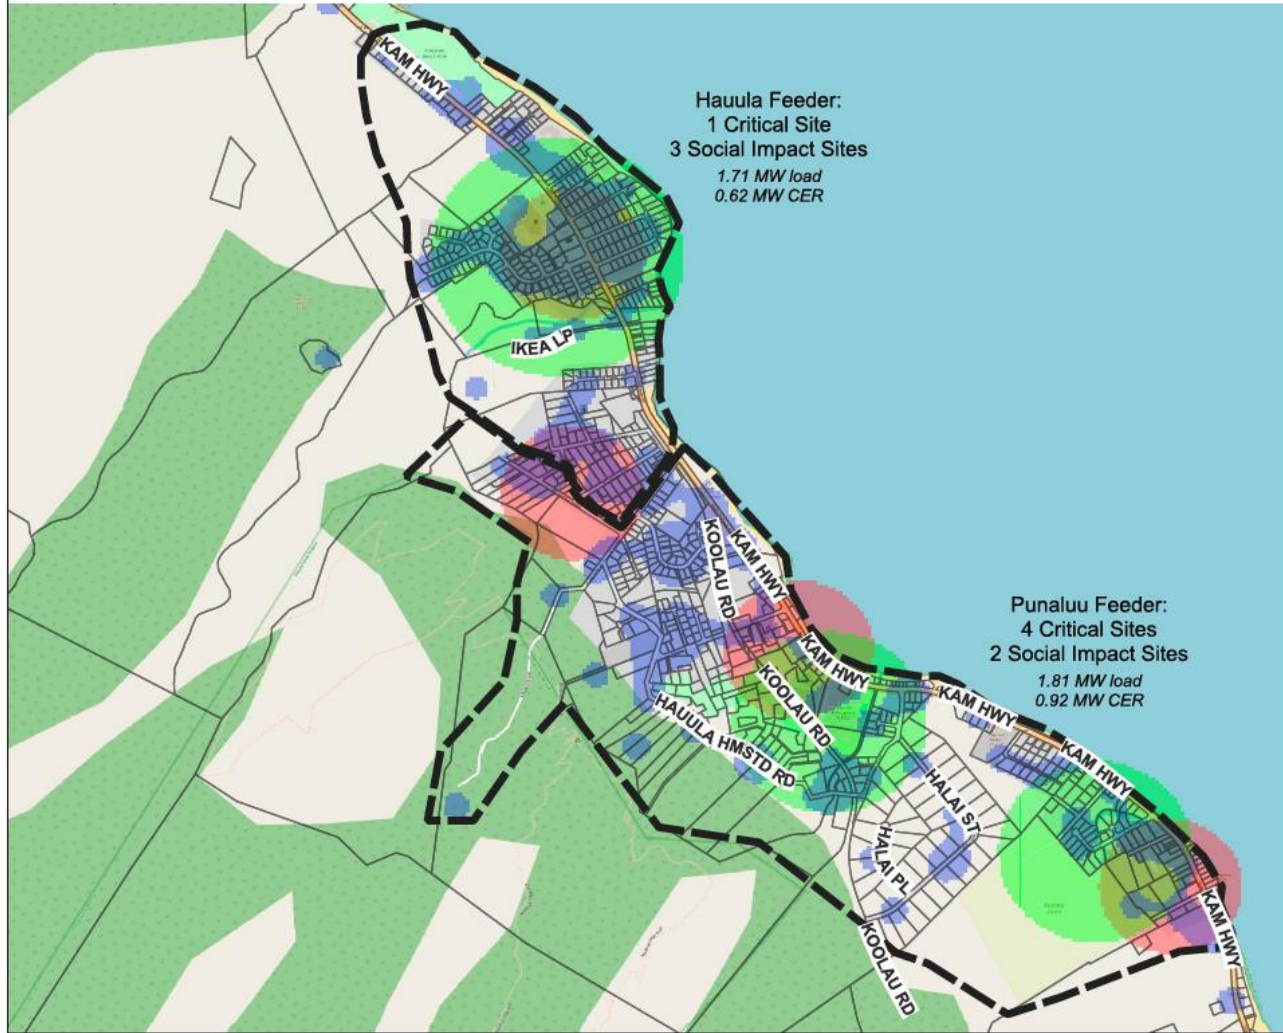 KAM HWY
Hauula Feeder:
1 Critical Site
3 Social Impact Sites
1.71 MW load
0.62 MW CER
IKEA LP
KOOLAU RD
KAM HWY
Punaluu Feeder:
4 Critical Sites
2 Social Impact Sites
1.81 MW load
0.92 MW CER
KAM HWY
KOOLAU RD
KAM HWY
HAUULA HMSTD RD
KAM HWY
HALAI ST
HALAI PL
KAM HWY
KOOLAU RD